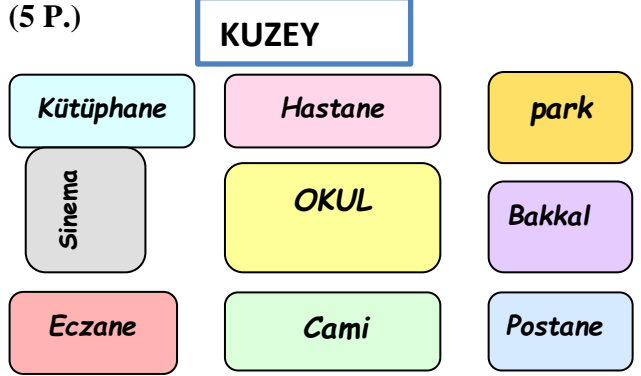 (5 P.)
KUZEY
Kütüphane
Hastane
park
Sinema
OKUL
Bakkal
Eczane
Cami
Postane